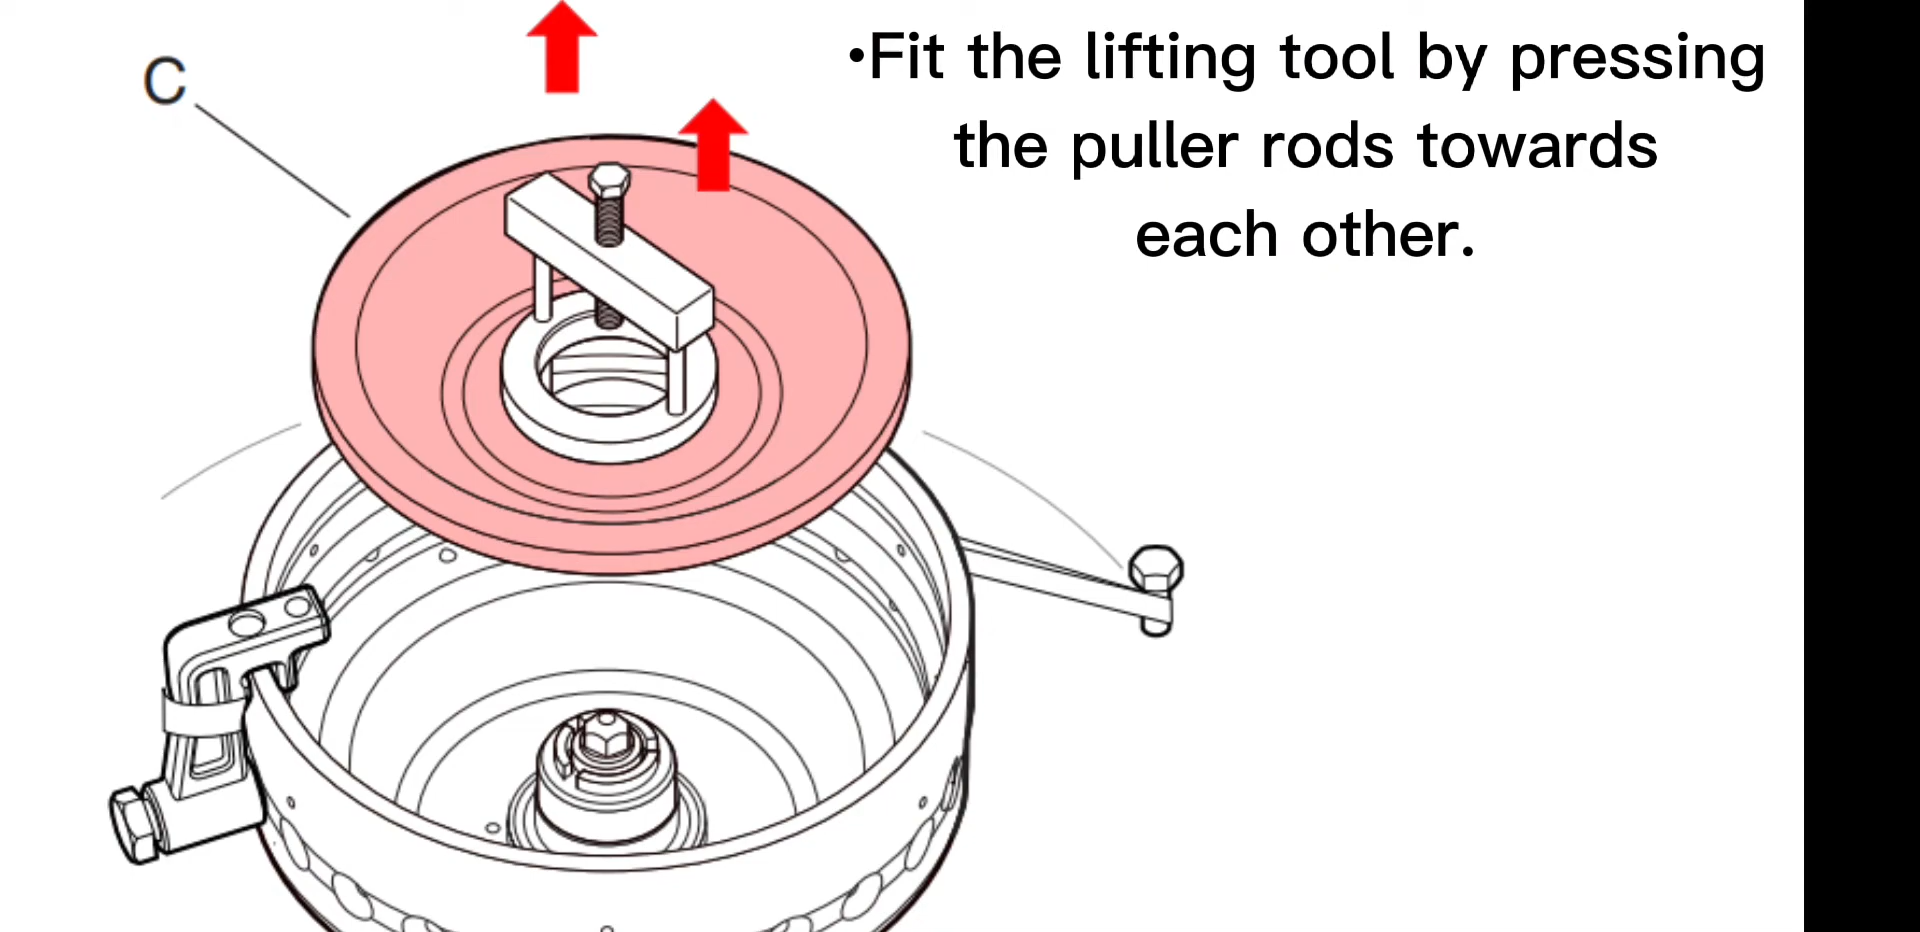 C
•Fit the lifting tool by pressing
the puller rods towards
each other.